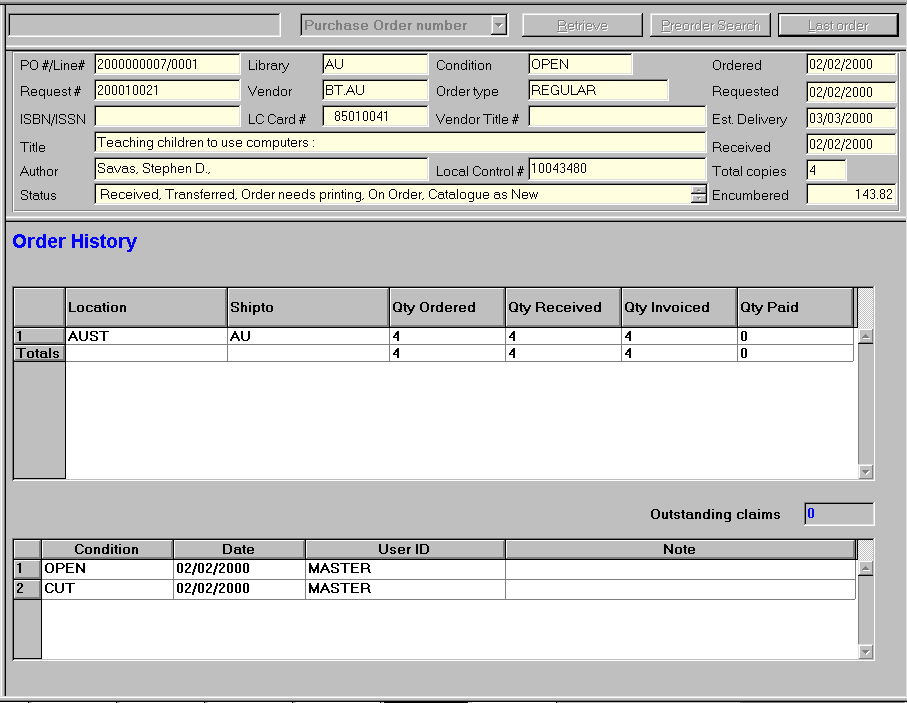 Purchase Order number Retrieve Preorder Search Last order
PO #/Line# 2000000007/0001 Library AU Condition OPEN Ordered 02/02/2000
Request # 200010021 Vendor BT.AU Order type REGULAR Requested 02/02/2000
ISBN/ISSN LC Card # 85010041 Vendor Title # Est. Delivery 03/03/2000
Title Teaching children to use computers : Received 02/02/2000
Author Savas, Stephen D., Local Control # 10043480 Total copies 4
Status Received, Transferred, Order needs printing, On Order, Catalogue as New Encumbered 143.82
Order History
Location Shipto Qty Ordered Qty Received Qty Invoiced Qty Paid
1 AUST AU 4 4 4 0
Totals 4 4 4 0
Outstanding claims 0
Condition Date User ID Note
1 OPEN 02/02/2000 MASTER
2 CUT 02/02/2000 MASTER